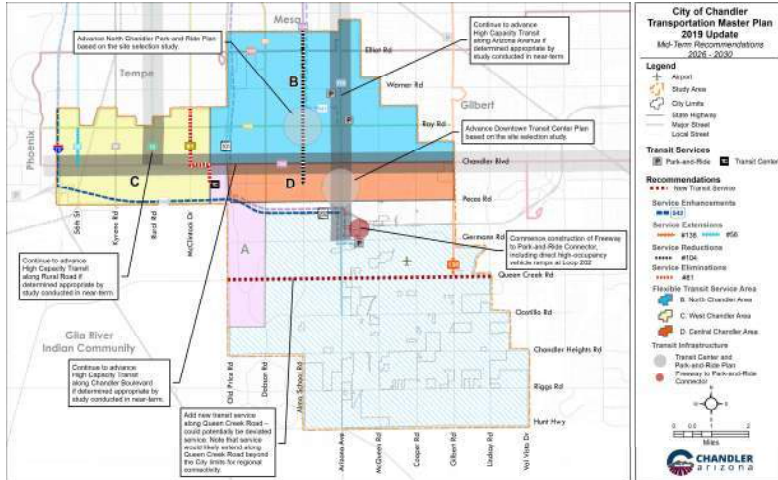 City of Chandler
Transportation Master Plan
2019 Update
Mid-Term Recommendations
2026 - 2030
Legend
Airport
Study Area
City Limits
State Highway
Major Street
Local Street
Transit Services
P Park-and-Ride
Transit Center
Recommendations
New Transit Service
Service Enhancements
542
Service Extensions
#136
#56
Service Reductions
#104
Service Eliminations
#81
Flexible Transit Service Area
B. North Chandler Area
C. West Chandler Area
D. Central Chandler Area
Transit Infrastructure
Transit Center and
Park-and-Ride Plan
Freeway to Park-and-Ride
Connector
N
0 0.5 1 2
Miles
CHANDLER
arizona
Mesa
Tempe
Phoenix
Gilbert
Gila River
Indian Community
Advance North Chandler Park and Ride Plan
based on the site selection study.
Continue to advance
High Capacity Transit
along Arizona Avenue if
determined appropriate by
study conducted in near-term.
Advance Downtown Transit Center Plan
based on the site selection study.
Commence construction of Freeway
to Park-and-Ride Connector,
including direct high-occupancy
vehicle ramps at Loop 202
Continue to advance
High Capacity Transit
along Rural Road if
determined appropriate by
study conducted in near-term.
Continue to advance
High Capacity Transit
along Chandler Boulevard
if determined appropriate by
study conducted in near-term.
Add new transit service
along Queen Creek Road –
could potentially be deviated
service. Note that service
would likely extend along
Queen Creek Road beyond
the City limits for regional
connectivity.
A
B
C
D
P
P
P
Elliot Rd
Warner Rd
Ray Rd
Chandler Blvd
Pecos Rd
Germann Rd
Queen Creek Rd
Ocotillo Rd
Chandler Heights Rd
Riggs Rd
Hunt Hwy
56th St
Kyrene Rd
Rural Rd
McClintock Dr
Old Price Rd
Dobson Rd
Alma School Rd
Arizona Ave
McQueen Rd
Cooper Rd
Gilbert Rd
Lindsay Rd
Val Vista Dr